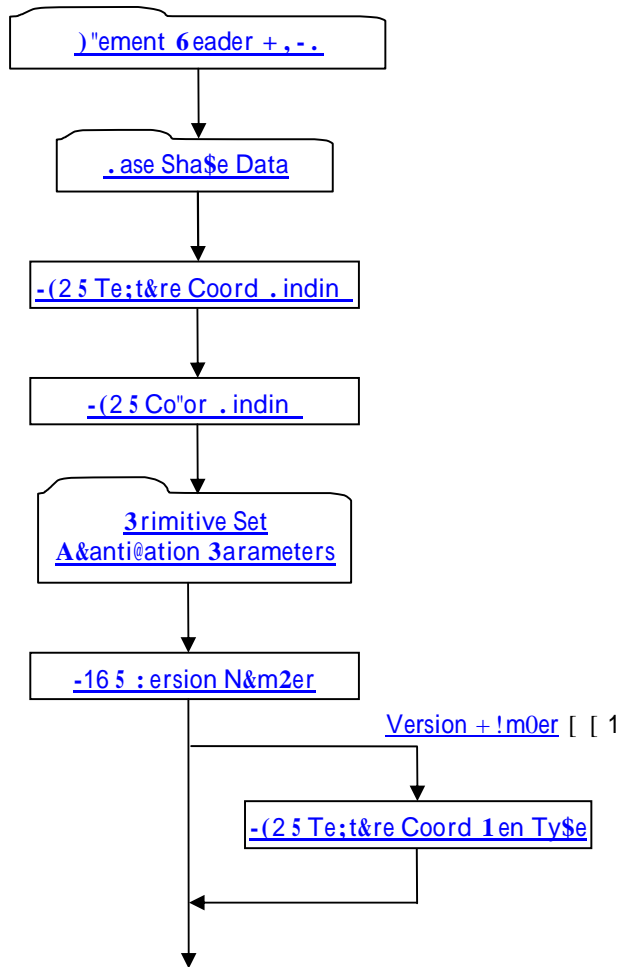 )"ement 6eader +,-.
.ase Sha$e Data
-(2 5 Te;t&re Coord .indin
-(2 5 Co"or .indin
3rimitive Set
A&anti@ation 3arameters
-16 5 :ersion N&m2er
Version +!m0er [ [ 1
-(2 5 Te;t&re Coord 1en Ty$e